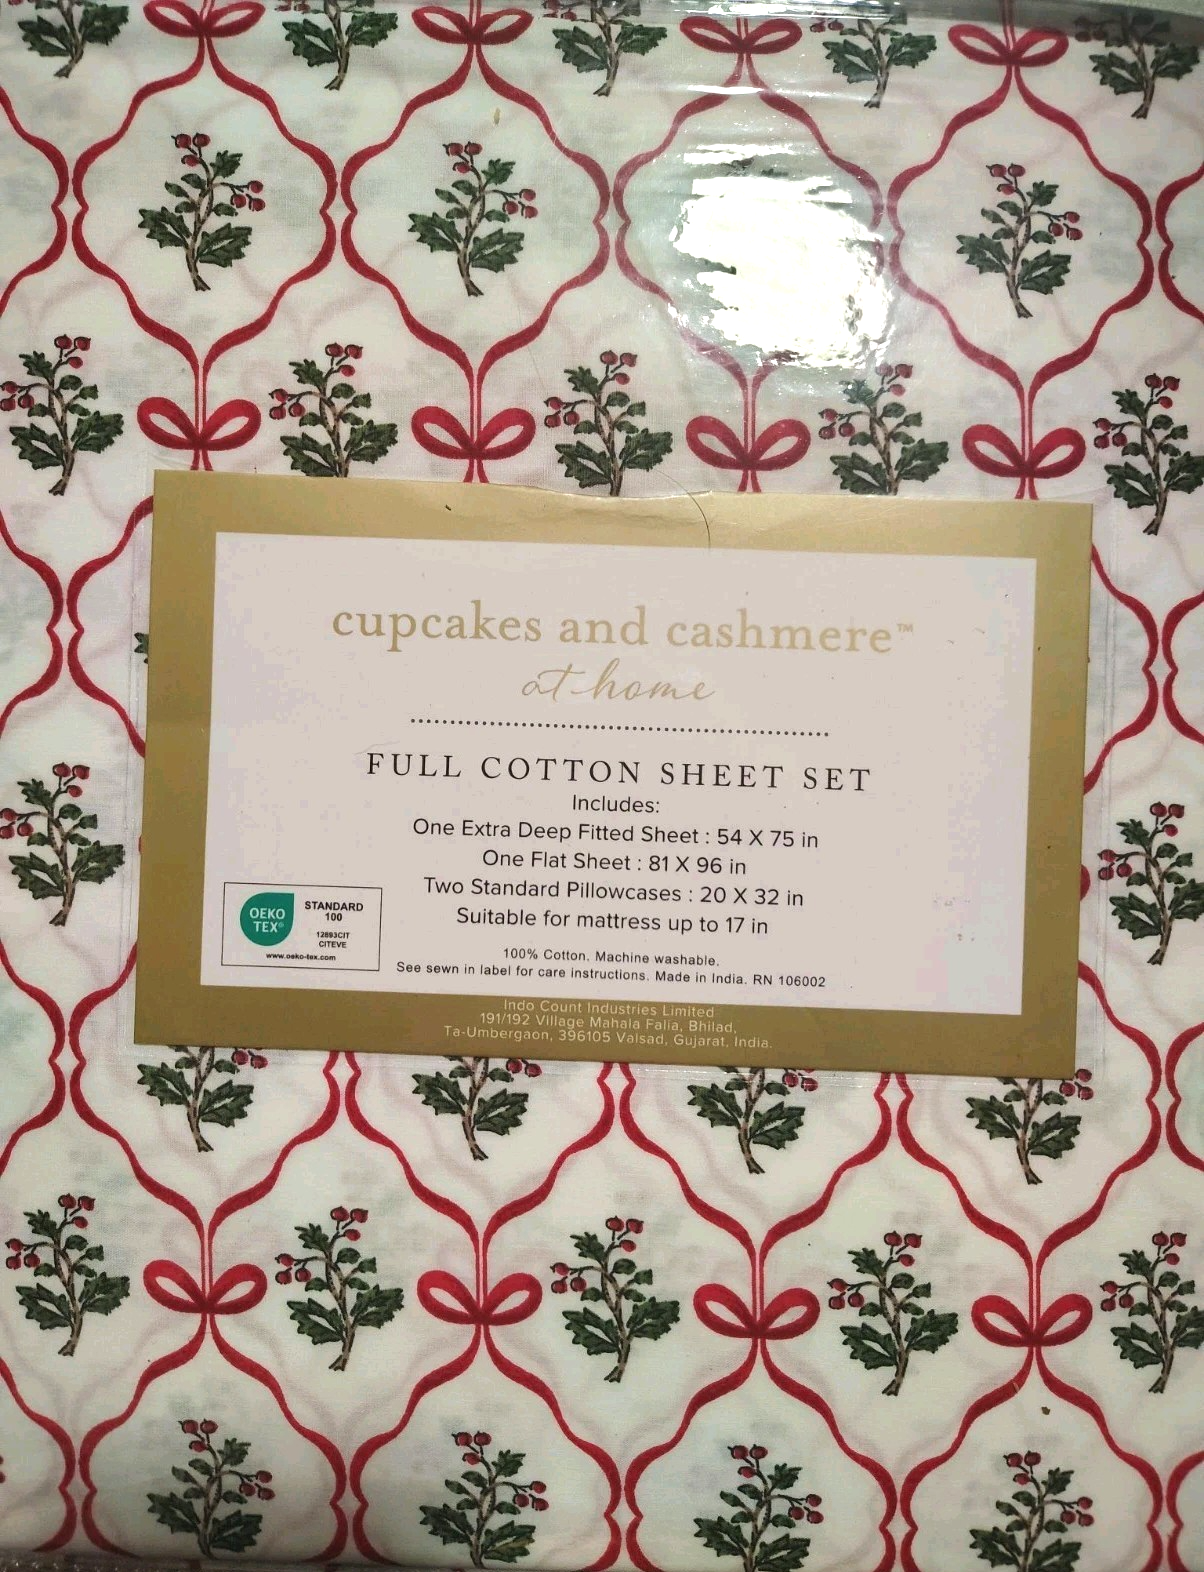 cupcakes and cashmere™
at home
FULL COTTON SHEET SET
Includes:
One Extra Deep Fitted Sheet : 54 X 75 in
One Flat Sheet : 81 X 96 in
Two Standard Pillowcases : 20 X 32 in
Suitable for mattress up to 17 in
OEKO
TEX®
STANDARD
100
12893CIT
CITEVE
www.oeko-tex.com
100% Cotton. Machine washable.
See sewn in label for care instructions. Made in India. RN 106002
Indo Count Industries Limited
191/192 Village Mahala Falia, Bhilad,
Ta-Umbergaon, 396105 Valsad, Gujarat, India.